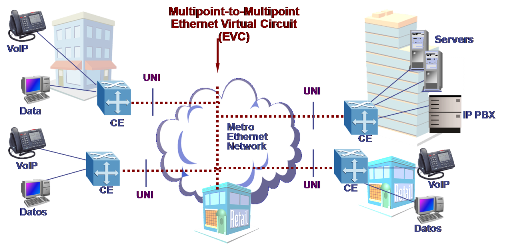 Multipoint-to-Multipoint
Ethernet Virtual Circuit
(EVC)
VoIP
Servers
UNI
UNI
Data
CE
CE
IP PBX
Metro
Ethernet
Network
VoIP
Datos
CE
UNI
UNI
CE
Retail
Retail
VoIP
Datos